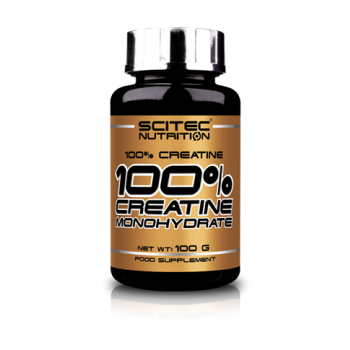 SCITEC
NUTRITION
100% CREATINE
100%
CREATINE
MONOHYDRATE
NET WT: 100 G
FOOD SUPPLEMENT